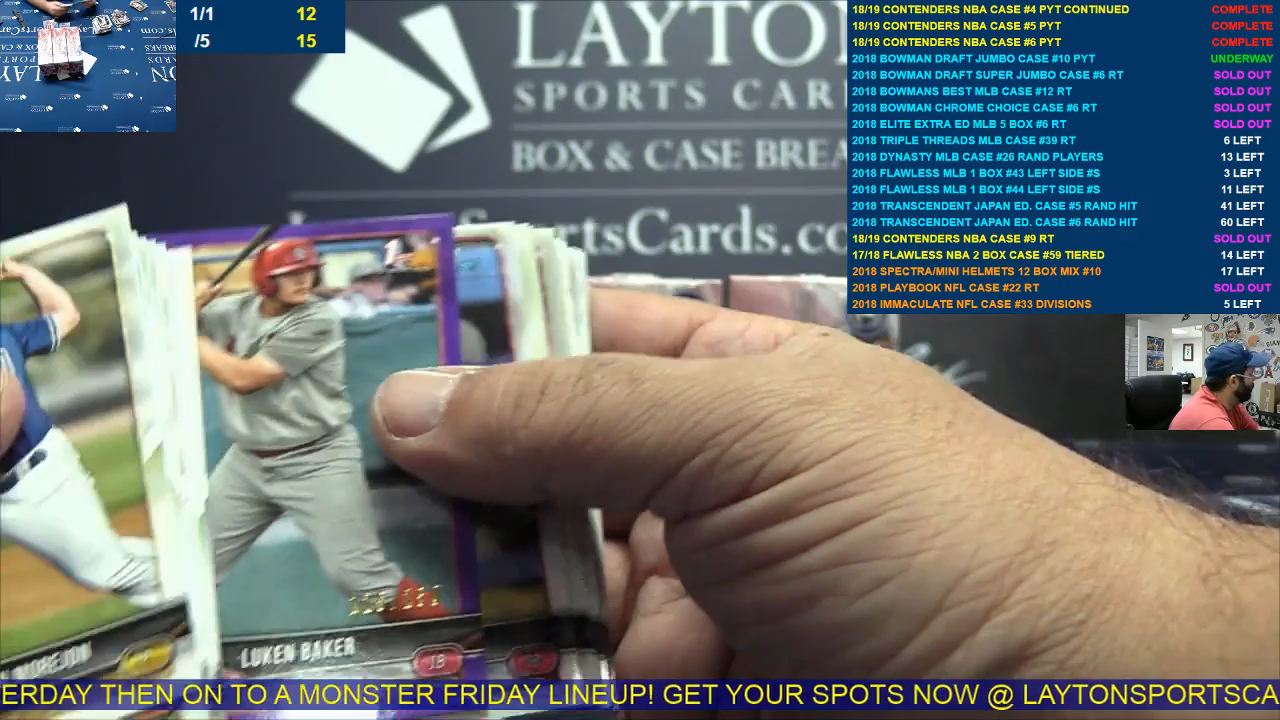 1/1 12
/5 15
LAYTON
SPORTS CAR
BOX & CASE BREA
rtsCards.co
18/19 CONTENDERS NBA CASE #4 PYT CONTINUED COMPLETE
18/19 CONTENDERS NBA CASE #5 PYT COMPLETE
18/19 CONTENDERS NBA CASE #6 PYT COMPLETE
2018 BOWMAN DRAFT JUMBO CASE #10 PYT UNDERWAY
2018 BOWMAN DRAFT SUPER JUMBO CASE #6 RT SOLD OUT
2018 BOWMANS BEST MLB CASE #12 RT SOLD OUT
2018 BOWMAN CHROME CHOICE CASE #6 RT SOLD OUT
2018 ELITE EXTRA ED MLB 5 BOX #6 RT SOLD OUT
2018 TRIPLE THREADS MLB CASE #39 RT 6 LEFT
2018 DYNASTY MLB CASE #26 RAND PLAYERS 13 LEFT
2018 FLAWLESS MLB 1 BOX #43 LEFT SIDE #S 3 LEFT
2018 FLAWLESS MLB 1 BOX #44 LEFT SIDE #S 11 LEFT
2018 TRANSCENDENT JAPAN ED. CASE #5 RAND HIT 41 LEFT
2018 TRANSCENDENT JAPAN ED. CASE #6 RAND HIT 60 LEFT
18/19 CONTENDERS NBA CASE #9 RT SOLD OUT
17/18 FLAWLESS NBA 2 BOX CASE #59 TIERED 14 LEFT
2018 SPECTRA/MINI HELMETS 12 BOX MIX #10 17 LEFT
2018 PLAYBOOK NFL CASE #22 RT SOLD OUT
2018 IMMACULATE NFL CASE #33 DIVISIONS 5 LEFT
LUKEN BAKER
ERDAY THEN ON TO A MONSTER FRIDAY LINEUP! GET YOUR SPOTS NOW @ LAYTONSPORTSCA